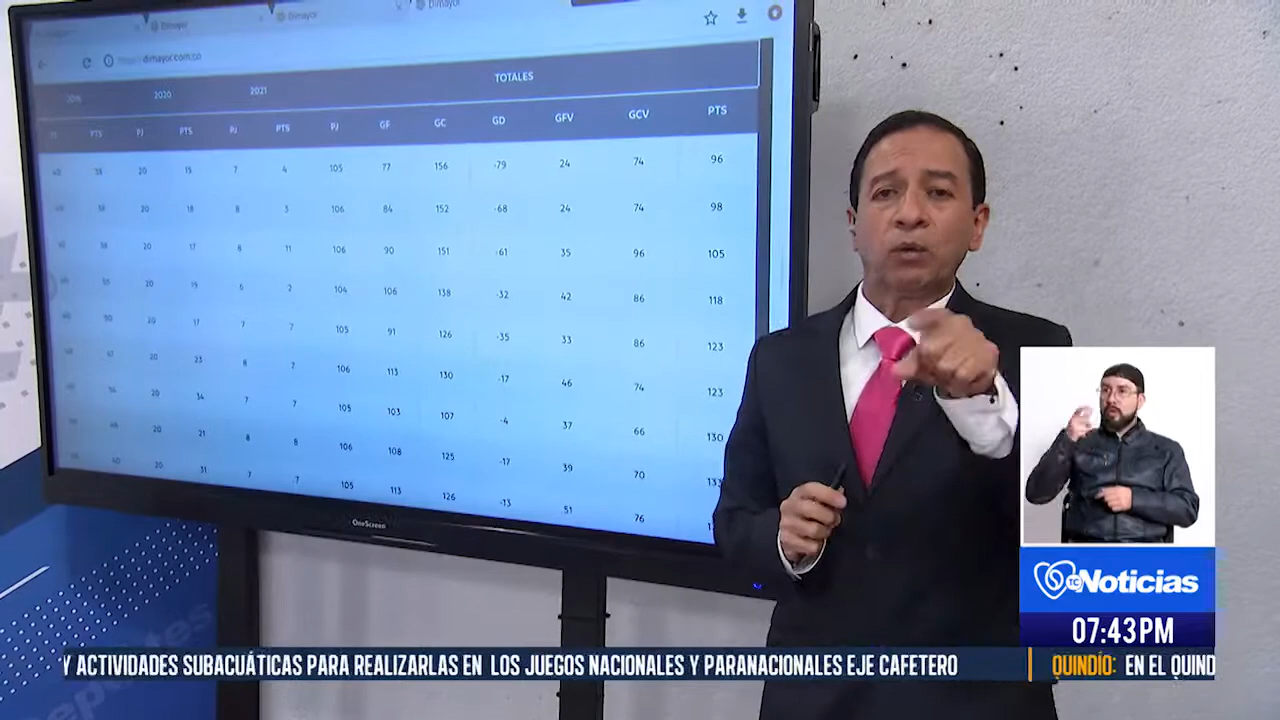 Dimayor
Dimayor
Dimayor
dimayor.com.co
2020 2021 TOTALES
PTS PJ PTS PJ PTS PJ GF GC GD GFV GCV PTS
20 15 7 4 105 77 156 -79 24 74 96
20 18 8 3 106 84 152 -68 24 74 98
20 17 8 11 106 90 151 -61 35 96 105
20 19 6 2 104 106 138 -32 42 86 118
20 17 7 7 105 91 126 -35 33 86 123
20 23 8 7 106 113 130 -17 46 74 123
20 34 7 7 105 103 107 -4 37 66 130
20 21 8 8 106 108 125 -17 39 70
20 31 7 7 105 113 126 -13 51 76
OneScreen
TC Noticias
07:43PM
Y ACTIVIDADES SUBACUÁTICAS PARA REALIZARLAS EN LOS JUEGOS NACIONALES Y PARANACIONALES EJE CAFETERO
QUINDÍO: EN EL QUIND